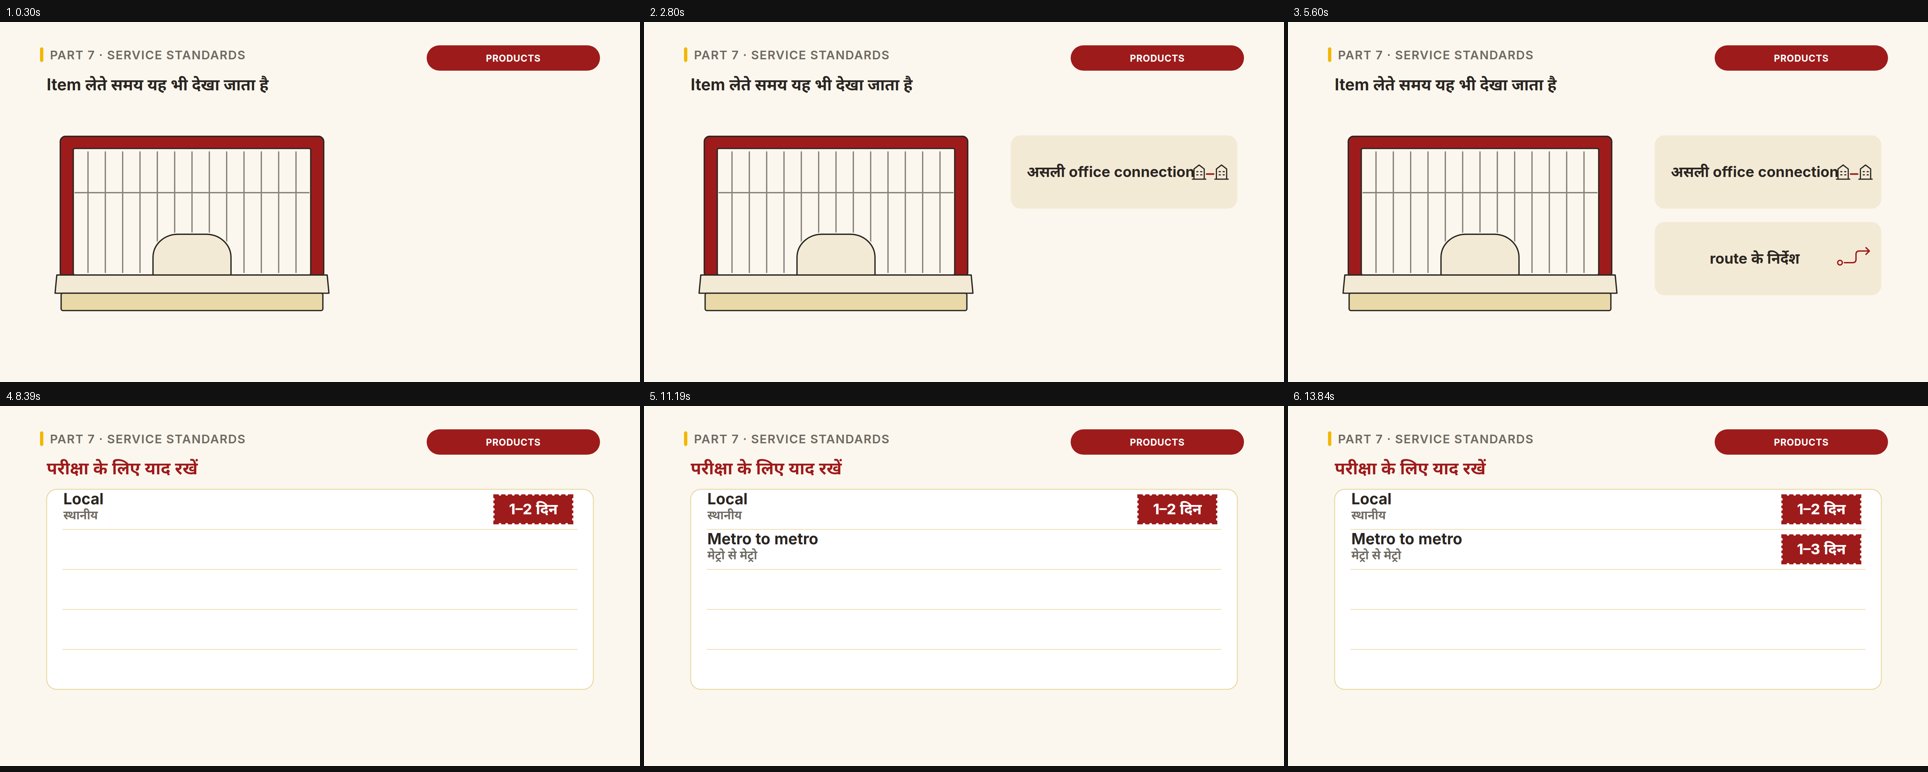 1. 0.30s
PART 7 · SERVICE STANDARDS
PRODUCTS
Item लेते समय यह भी देखा जाता है
2. 2.80s
PART 7 · SERVICE STANDARDS
PRODUCTS
Item लेते समय यह भी देखा जाता है
असली office connection
3. 5.60s
PART 7 · SERVICE STANDARDS
PRODUCTS
Item लेते समय यह भी देखा जाता है
असली office connection
route के निर्देश
4. 8.39s
PART 7 · SERVICE STANDARDS
PRODUCTS
परीक्षा के लिए याद रखें
Local
स्थानीय
1–2 दिन
5. 11.19s
PART 7 · SERVICE STANDARDS
PRODUCTS
परीक्षा के लिए याद रखें
Local
स्थानीय
1–2 दिन
Metro to metro
मेट्रो से मेट्रो
6. 13.84s
PART 7 · SERVICE STANDARDS
PRODUCTS
परीक्षा के लिए याद रखें
Local
स्थानीय
1–2 दिन
Metro to metro
मेट्रो से मेट्रो
1–3 दिन